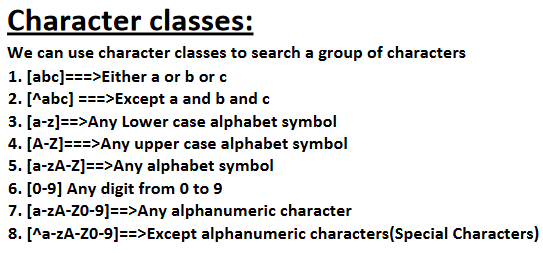 Character classes:
We can use character classes to search a group of characters
1. [abc]===>Either a or b or c
2. [^abc] ===>Except a and b and c
3. [a-z]==>Any Lower case alphabet symbol
4. [A-Z]===>Any upper case alphabet symbol
5. [a-zA-Z]==>Any alphabet symbol
6. [0-9] Any digit from 0 to 9
7. [a-zA-Z0-9]==>Any alphanumeric character
8. [^a-zA-Z0-9]==>Except alphanumeric characters(Special Characters)